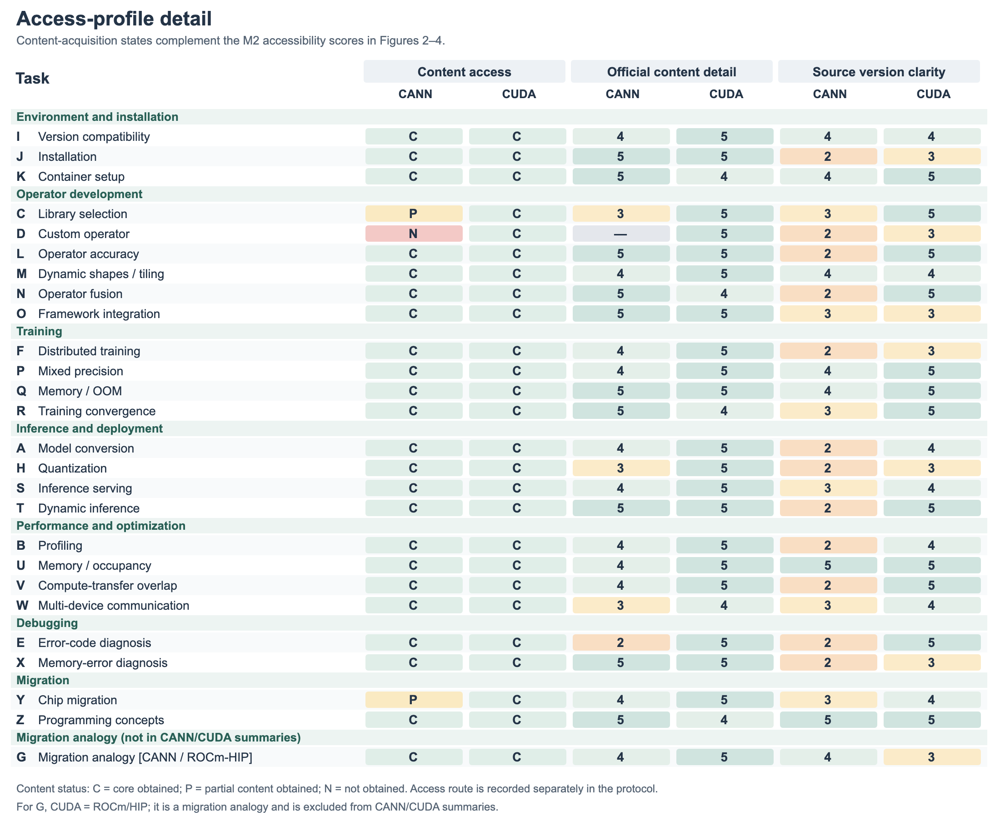 Access-profile detail
Content-acquisition states complement the M2 accessibility scores in Figures 2–4.
Task Content access Official content detail Source version clarity
CANN CUDA CANN CUDA CANN CUDA
Environment and installation
I Version compatibility C C 4 5 4 4
J Installation C C 5 5 2 3
K Container setup C C 5 4 4 5
Operator development
C Library selection P C 3 5 3 5
D Custom operator N C — 5 2 3
L Operator accuracy C C 5 5 2 5
M Dynamic shapes / tiling C C 4 5 4 4
N Operator fusion C C 5 4 2 5
O Framework integration C C 5 5 3 3
Training
F Distributed training C C 4 5 2 3
P Mixed precision C C 4 5 4 5
Q Memory / OOM C C 5 5 4 5
R Training convergence C C 5 4 3 5
Inference and deployment
A Model conversion C C 4 5 2 4
H Quantization C C 3 5 2 3
S Inference serving C C 4 5 3 4
T Dynamic inference C C 5 5 2 5
Performance and optimization
B Profiling C C 4 5 2 4
U Memory / occupancy C C 4 5 5 5
V Compute-transfer overlap C C 4 5 2 5
W Multi-device communication C C 3 4 3 4
Debugging
E Error-code diagnosis C C 2 5 2 5
X Memory-error diagnosis C C 5 5 2 3
Migration
Y Chip migration P C 4 5 3 4
Z Programming concepts C C 5 4 5 5
Migration analogy (not in CANN/CUDA summaries)
G Migration analogy [CANN / ROCm-HIP] C C 4 5 4 3
Content status: C = core obtained; P = partial content obtained; N = not obtained. Access route is recorded separately in the protocol.
For G, CUDA = ROCm/HIP; it is a migration analogy and is excluded from CANN/CUDA summaries.